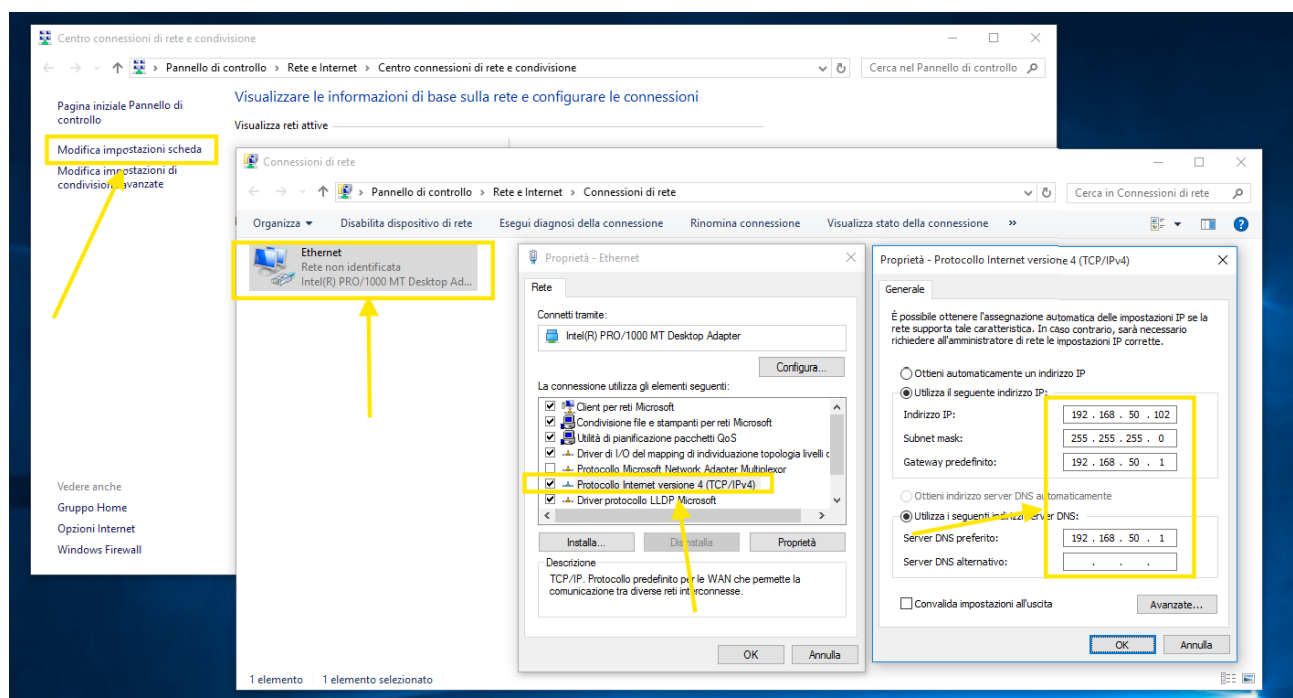 Centro connessioni di rete e condivisione
Pannello di controllo > Rete e Internet > Centro connessioni di rete e condivisione
Cerca nel Pannello di controllo
Pagina iniziale Pannello di
controllo
Modifica impostazioni scheda
Modifica impostazioni di
condivisione avanzate
Vedere anche
Gruppo Home
Opzioni Internet
Windows Firewall
Visualizzare le informazioni di base sulla rete e configurare le connessioni
Visualizza reti attive
Connessioni di rete
Pannello di controllo > Rete e Internet > Connessioni di rete
Cerca in Connessioni di rete
Organizza Disabilita dispositivo di rete Esegui diagnosi della connessione Rinomina connessione Visualizza stato della connessione »
Ethernet
Rete non identificata
Intel(R) PRO/1000 MT Desktop Ad...
1 elemento 1 elemento selezionato
Proprietà - Ethernet
Rete
Connetti tramite:
Intel(R) PRO/1000 MT Desktop Adapter
Configura...
La connessione utilizza gli elementi seguenti:
Client per reti Microsoft
Condivisione file e stampanti per reti Microsoft
Utilità di pianificazione pacchetti QoS
Driver di I/O del mapping di individuazione topologia livelli c
Protocollo Microsoft Network Adapter Multiplexor
Protocollo Internet versione 4 (TCP/IPv4)
Driver protocollo LLDP Microsoft
Installa... Disinstalla Proprietà
Descrizione
TCP/IP. Protocollo predefinito per le WAN che permette la
comunicazione tra diverse reti interconnesse.
OK Annulla
Proprietà - Protocollo Internet versione 4 (TCP/IPv4)
Generale
È possibile ottenere l'assegnazione automatica delle impostazioni IP se la
rete supporta tale caratteristica. In caso contrario, sarà necessario
richiedere all'amministratore di rete le impostazioni IP corrette.
Ottieni automaticamente un indirizzo IP
Utilizza il seguente indirizzo IP:
Indirizzo IP: 192 . 168 . 50 . 102
Subnet mask: 255 . 255 . 255 . 0
Gateway predefinito: 192 . 168 . 50 . 1
Ottieni indirizzo server DNS automaticamente
Utilizza i seguenti indirizzi server DNS:
Server DNS preferito: 192 . 168 . 50 . 1
Server DNS alternativo: . . .
Convalida impostazioni all'uscita
Avanzate...
OK Annulla